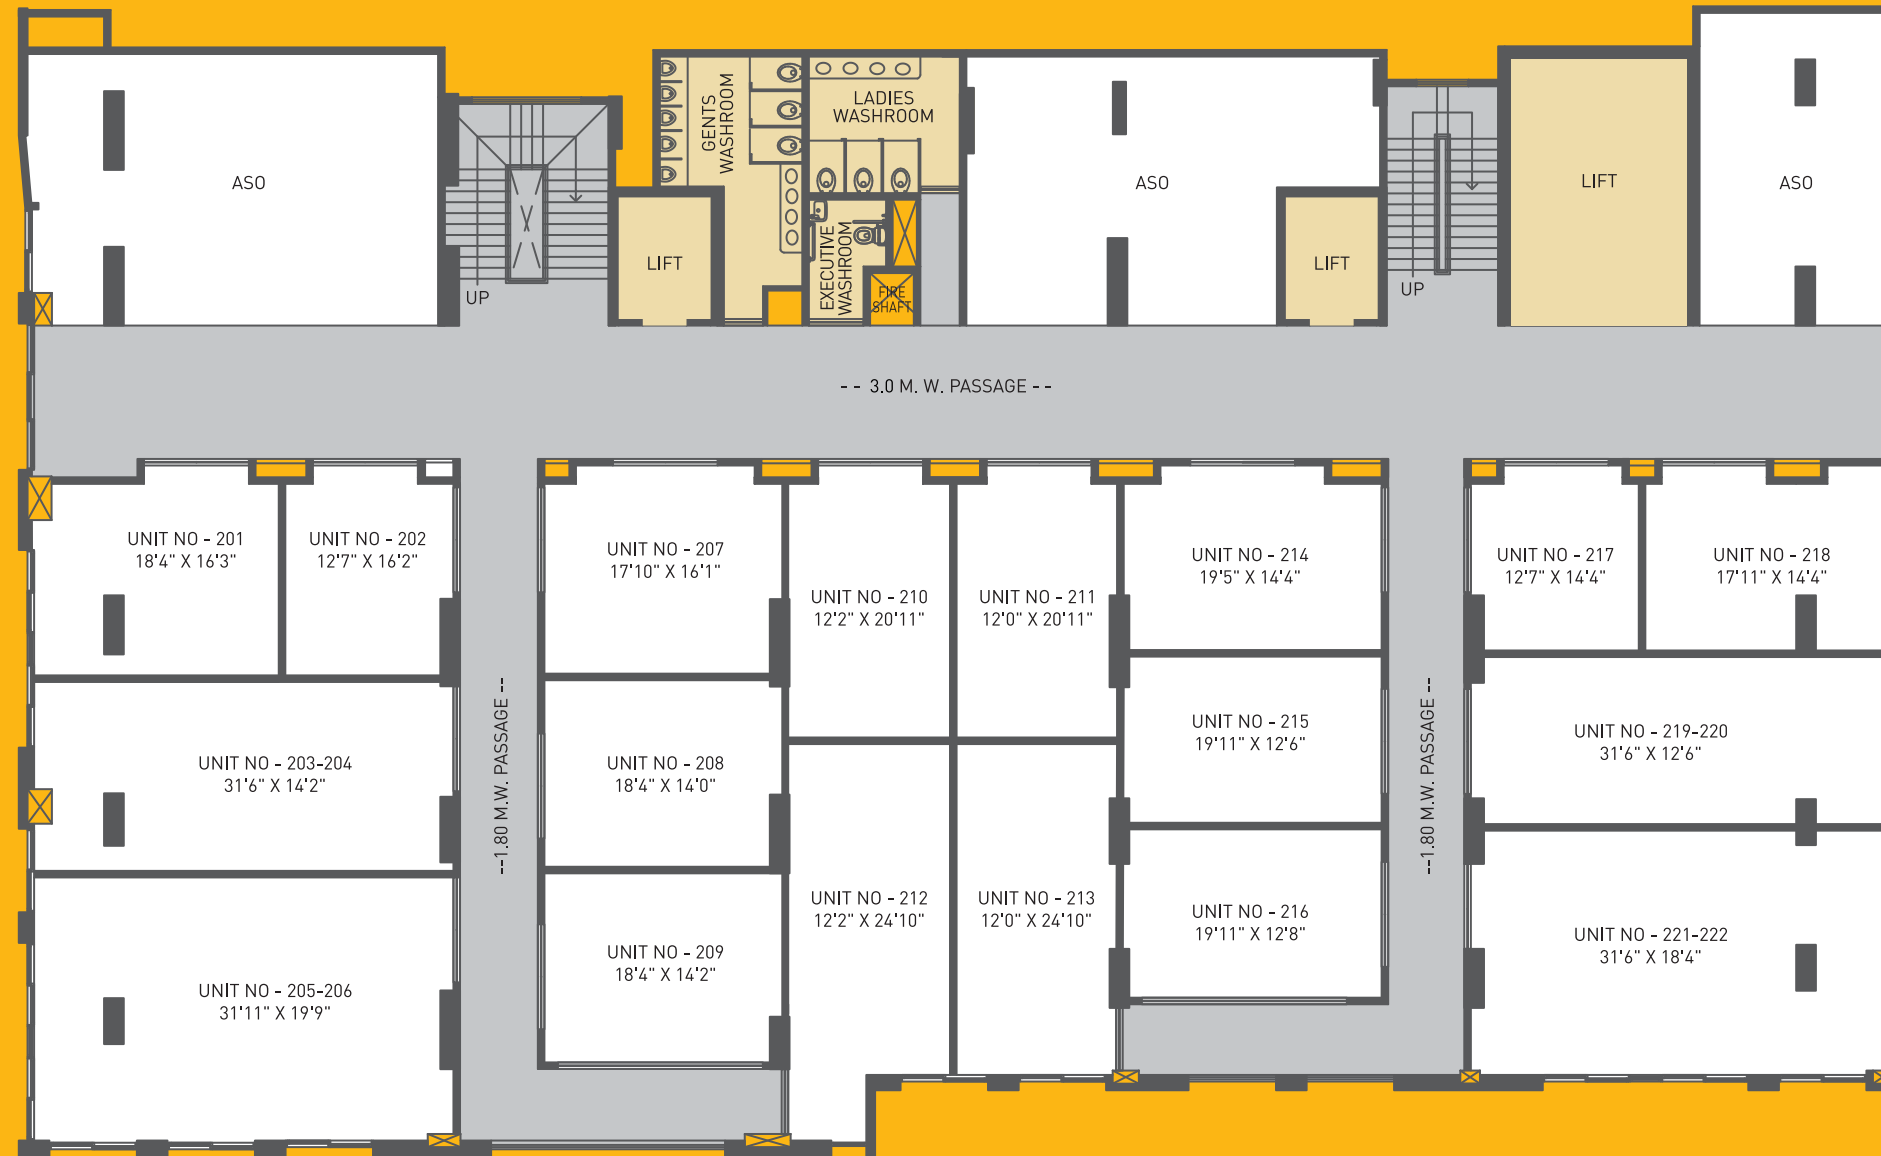 GENTS
WASHROOM
LADIES
WASHROOM
ASO
ASO
LIFT
ASO
EXECUTIVE
WASHROOM
LIFT
LIFT
UP
FIRE
SHAFT
UP
-- 3.0 M. W. PASSAGE --
UNIT NO - 201
18'4" X 16'3"
UNIT NO - 202
12'7" X 16'2"
UNIT NO - 207
17'10" X 16'1"
UNIT NO - 210
12'2" X 20'11"
UNIT NO - 211
12'0" X 20'11"
UNIT NO - 214
19'5" X 14'4"
UNIT NO - 217
12'7" X 14'4"
UNIT NO - 218
17'11" X 14'4"
UNIT NO - 203-204
31'6" X 14'2"
--1.80 M.W. PASSAGE --
UNIT NO - 208
18'4" X 14'0"
UNIT NO - 215
19'11" X 12'6"
--1.80 M.W. PASSAGE --
UNIT NO - 219-220
31'6" X 12'6"
UNIT NO - 205-206
31'11" X 19'9"
UNIT NO - 209
18'4" X 14'2"
UNIT NO - 212
12'2" X 24'10"
UNIT NO - 213
12'0" X 24'10"
UNIT NO - 216
19'11" X 12'8"
UNIT NO - 221-222
31'6" X 18'4"